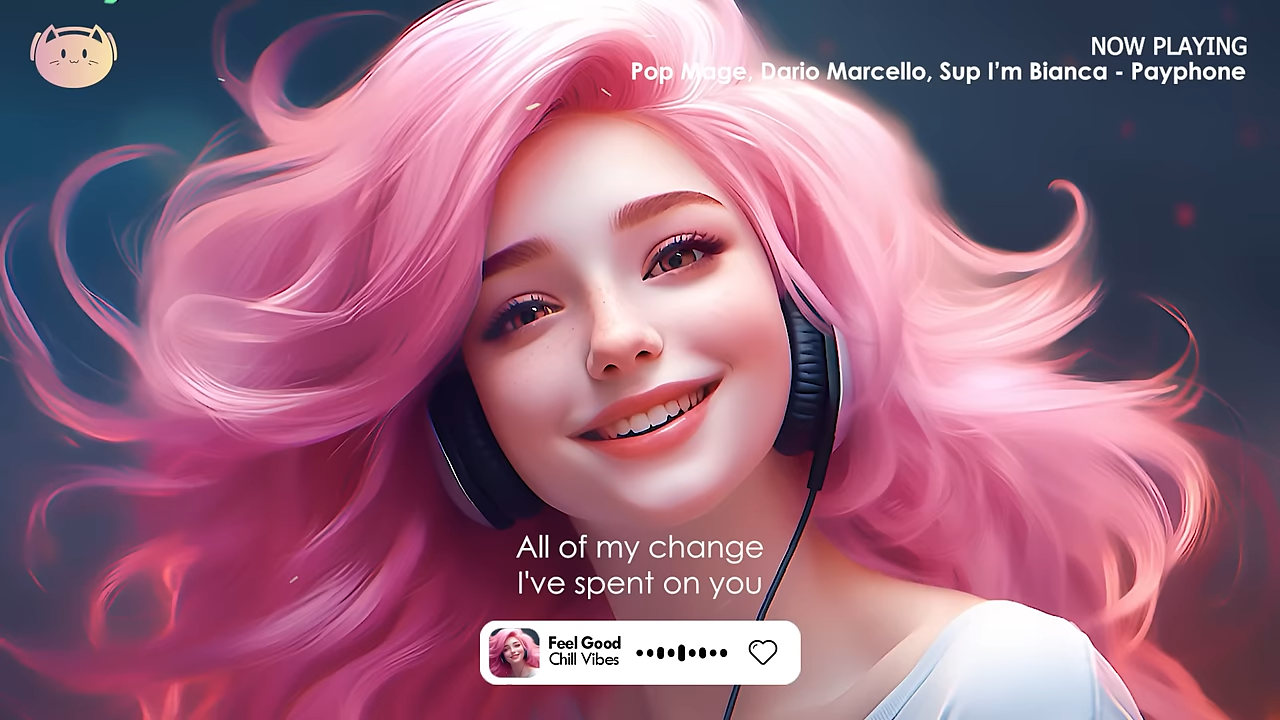 NOW PLAYING
Pop Mage, Dario Marcello, Sup I'm Bianca - Payphone
All of my change
I've spent on you
Feel Good
Chill Vibes